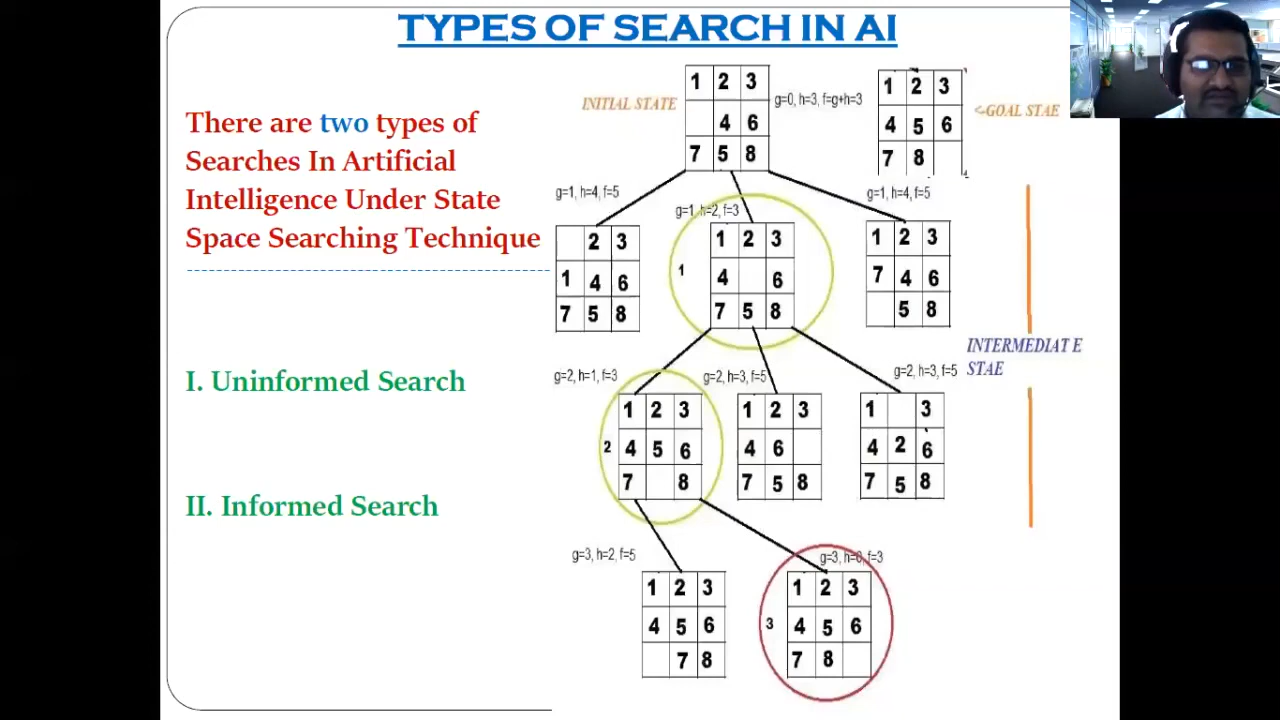 TYPES OF SEARCH IN AI
There are two types of
Searches In Artificial
Intelligence Under State
Space Searching Technique
I. Uninformed Search
II. Informed Search
INITIAL STATE
1 2 3
4 6
7 5 8
g=0, h=3, f=g+h=3
1 2 3
4 5 6
7 8
<-GOAL STAE
g=1, h=4, f=5
2 3
1 4 6
7 5 8
g=1, h=2, f=3
1
1 2 3
4 6
7 5 8
g=1, h=4, f=5
1 2 3
7 4 6
5 8
INTERMEDIAT E
STAE
g=2, h=1, f=3
2
1 2 3
4 5 6
7 8
g=2, h=3, f=5
1 2 3
4 6
7 5 8
g=2, h=3, f=5
1 3
4 2 6
7 5 8
g=3, h=2, f=5
1 2 3
4 5 6
7 8
g=3, h=0, f=3
3
1 2 3
4 5 6
7 8